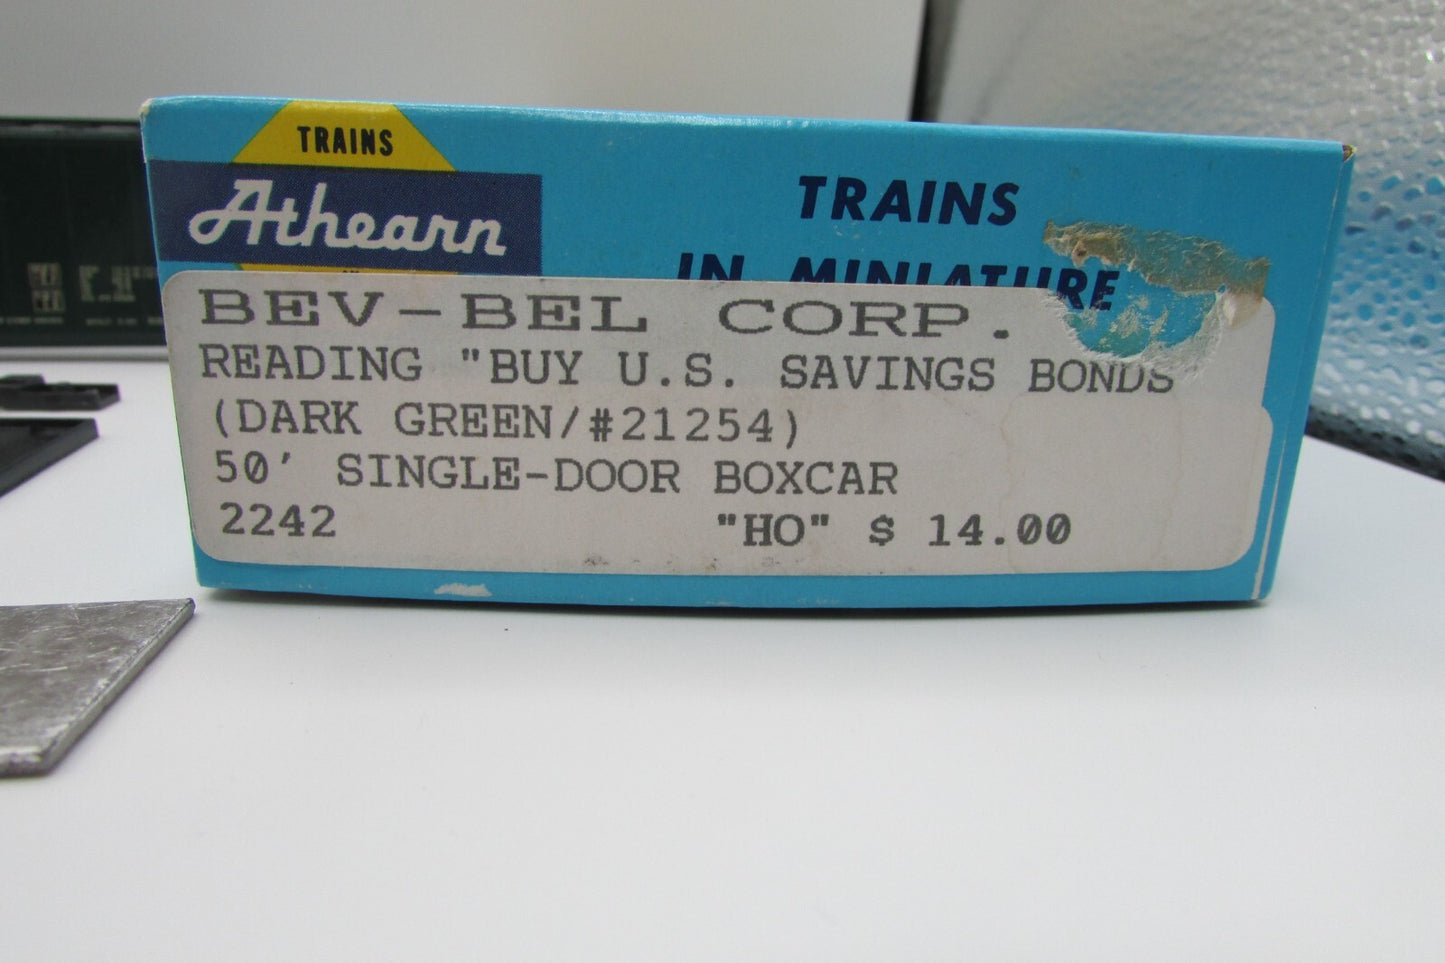 TRAINS
Athearn
TRAINS
IN MINIATURE
BEV-BEL CORP.
READING "BUY U.S. SAVINGS BONDS
(DARK GREEN/#21254)
50' SINGLE-DOOR BOXCAR
2242 "HO" $ 14.00